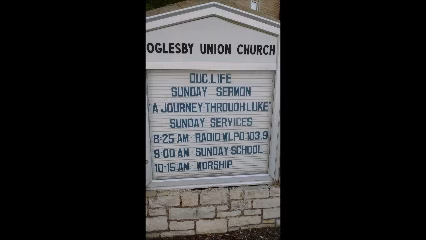 OGLESBY UNION CHURCH
OUC.LIFE
SUNDAY SERMON
"A JOURNEY THROUGH LUKE"
SUNDAY SERVICES
8:25 AM RADIO WLPO 103.9
9:00 AM SUNDAY SCHOOL
10:15 AM WORSHIP